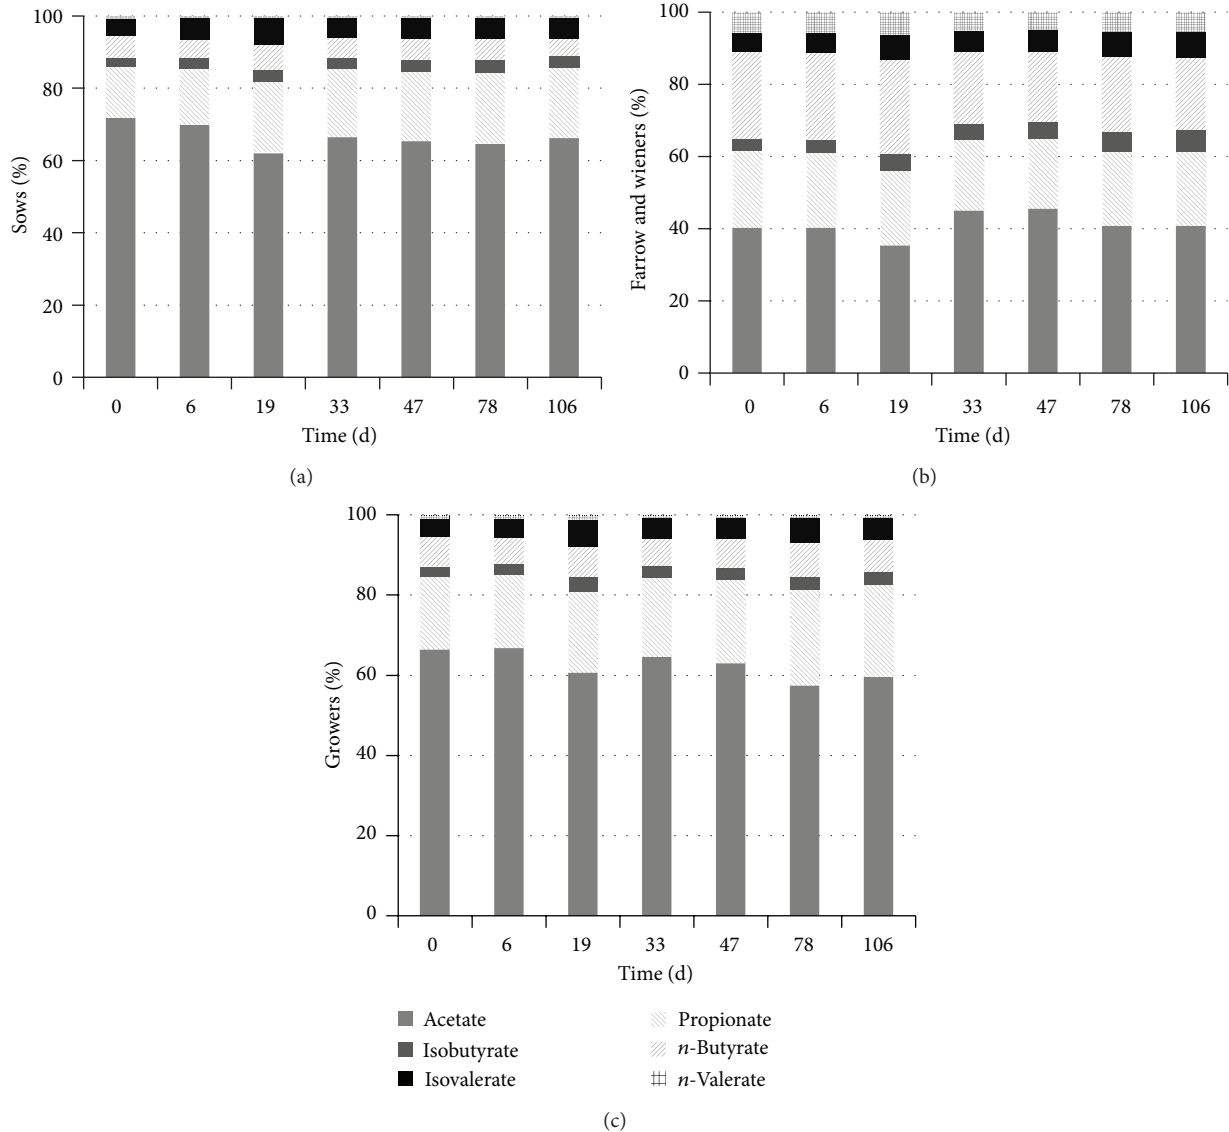 100
80
60
40
20
0
Sows (%)
0 6 19 33 47 78 106
Time (d)
(a)
100
80
60
40
20
0
Farrow and wieners (%)
0 6 19 33 47 78 106
Time (d)
(b)
100
80
60
40
20
0
Growers (%)
0 6 19 33 47 78 106
Time (d)
Acetate Propionate
Isobutyrate n-Butyrate
Isovalerate n-Valerate
(c)